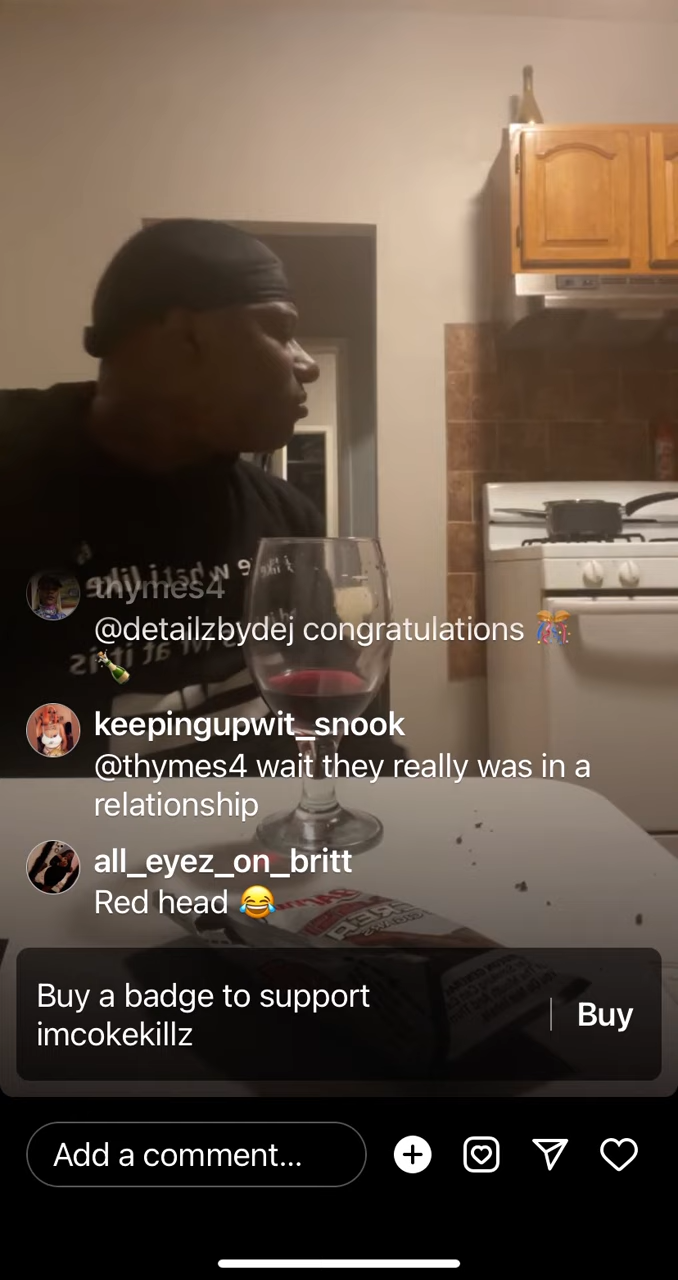 thymes4
@detailzbydej congratulations 🎊
🍾
keepingupwit_snook
@thymes4 wait they really was in a
relationship
all_eyez_on_britt
Red head 😂
Buy a badge to support
imcokekillz
Buy
Add a comment...